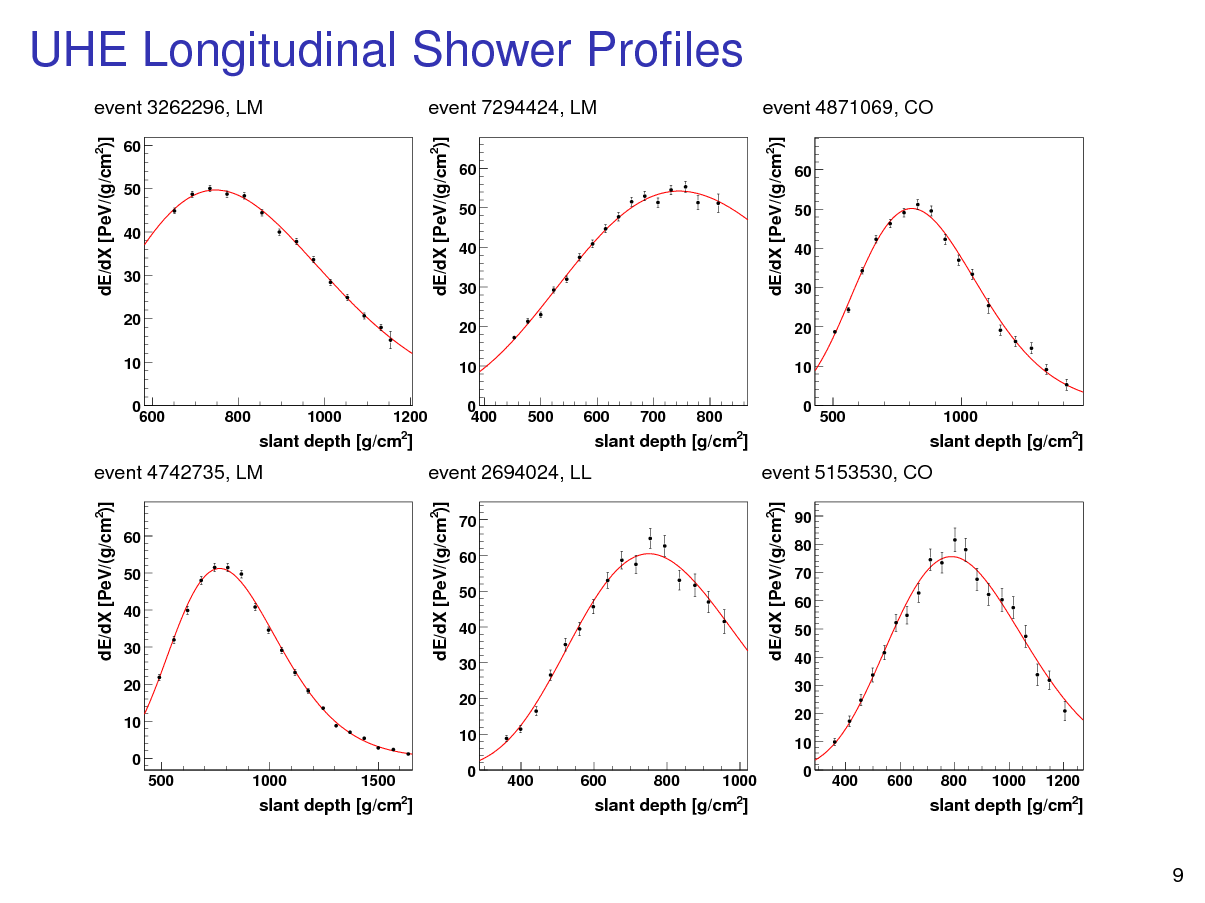 UHE Longitudinal Shower Profiles
event 3262296, LM
dE/dX [PeV/(g/cm²)]
60
50
40
30
20
10
0
600 800 1000 1200
slant depth [g/cm²]
event 7294424, LM
dE/dX [PeV/(g/cm²)]
60
50
40
30
20
10
0
400 500 600 700 800
slant depth [g/cm²]
event 4871069, CO
dE/dX [PeV/(g/cm²)]
60
50
40
30
20
10
0
500 1000
slant depth [g/cm²]
event 4742735, LM
dE/dX [PeV/(g/cm²)]
60
50
40
30
20
10
0
500 1000 1500
slant depth [g/cm²]
event 2694024, LL
dE/dX [PeV/(g/cm²)]
70
60
50
40
30
20
10
0
400 600 800 1000
slant depth [g/cm²]
event 5153530, CO
dE/dX [PeV/(g/cm²)]
90
80
70
60
50
40
30
20
10
0
400 600 800 1000 1200
slant depth [g/cm²]
9